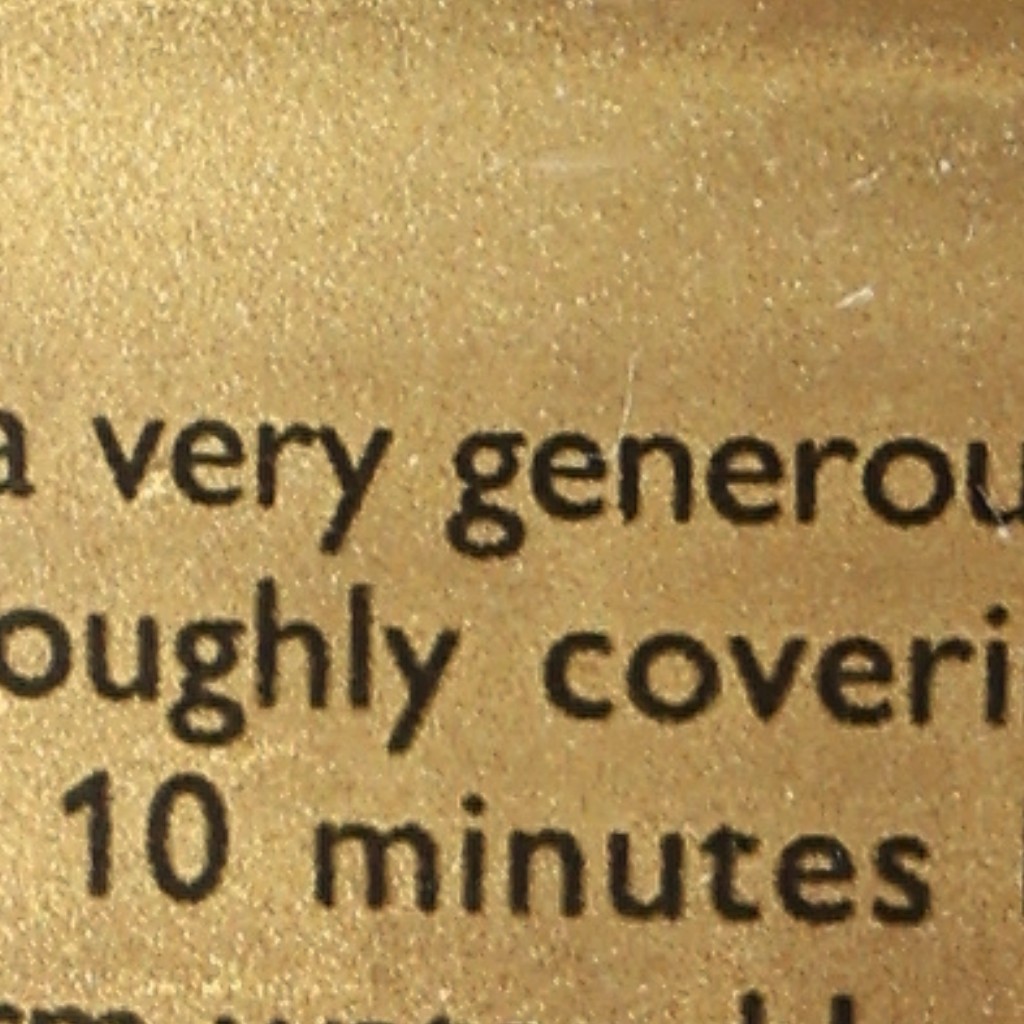 a very generou
oughly coveri
10 minutes